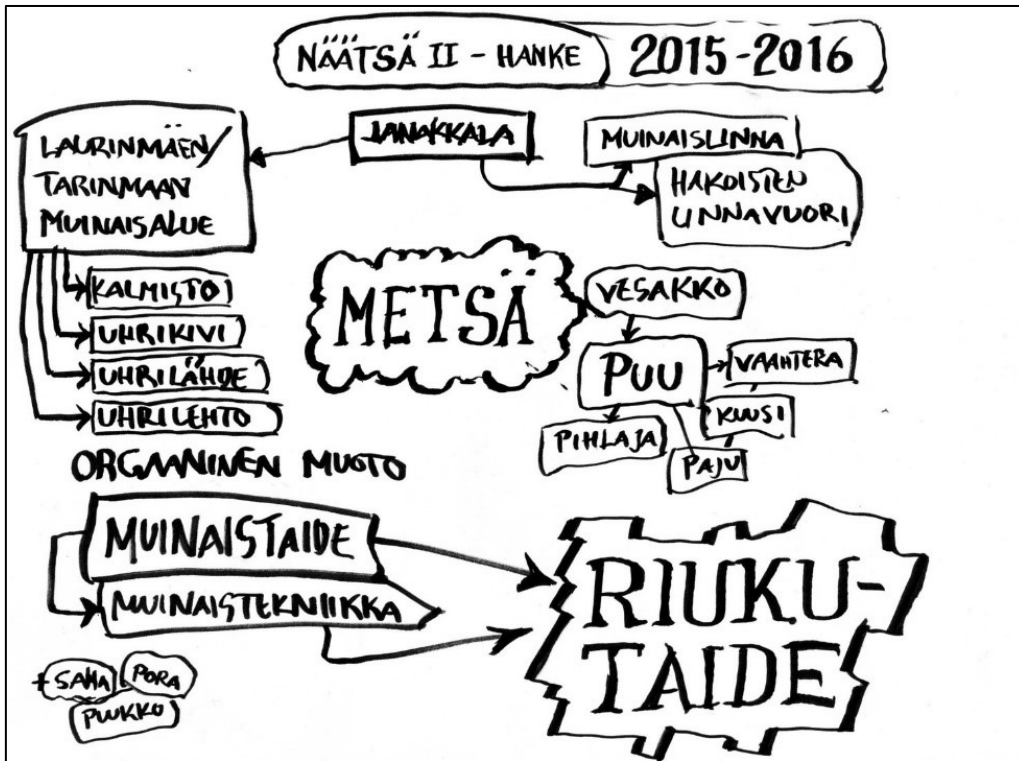 NÄÄTSÄ II - HANKE 2015-2016
JANAKKALA
LAURINMÄEN/
TARINMAAN
MUINAISALUE
KALMISTO
UHRIKIVI
UHRILÄHDE
UHRILEHTO
MUINAISLINNA
HAKOISTEN
LINNAVUORI
METSÄ
VESAKKO
PUU
VAAHTERA
KUUSI
PAJU
PIHLAJA
ORGAANINEN MUOTO
MUINAISTAIDE
MUINAISTEKNIIKKA
+ SAHA PORA
PUUKKO
RIUKU-
TAIDE